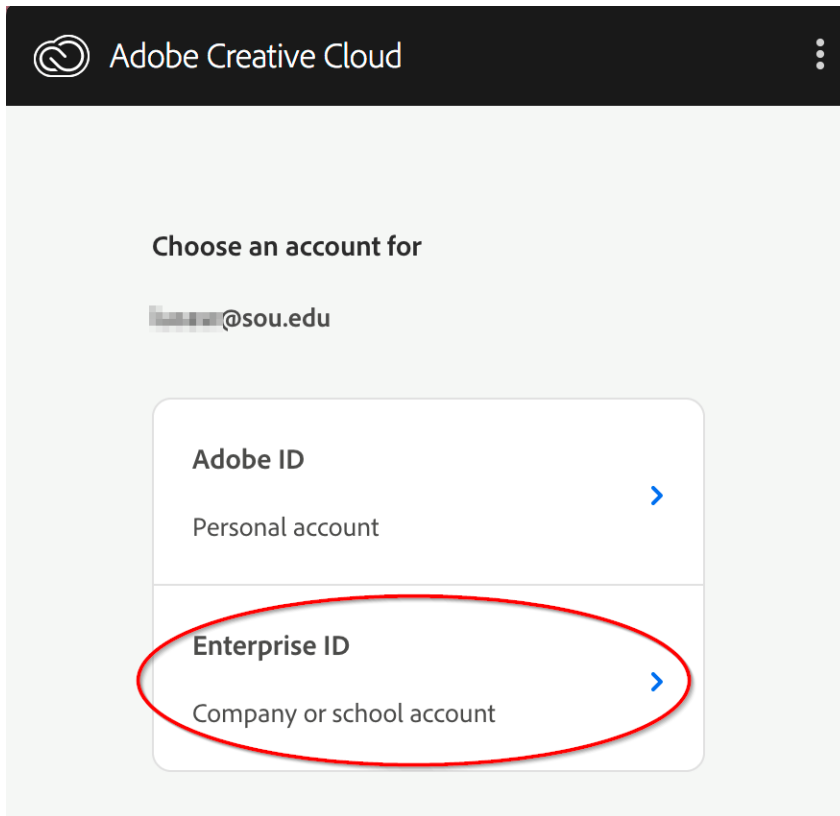 Adobe Creative Cloud
Choose an account for
@sou.edu
Adobe ID
Personal account
Enterprise ID
Company or school account